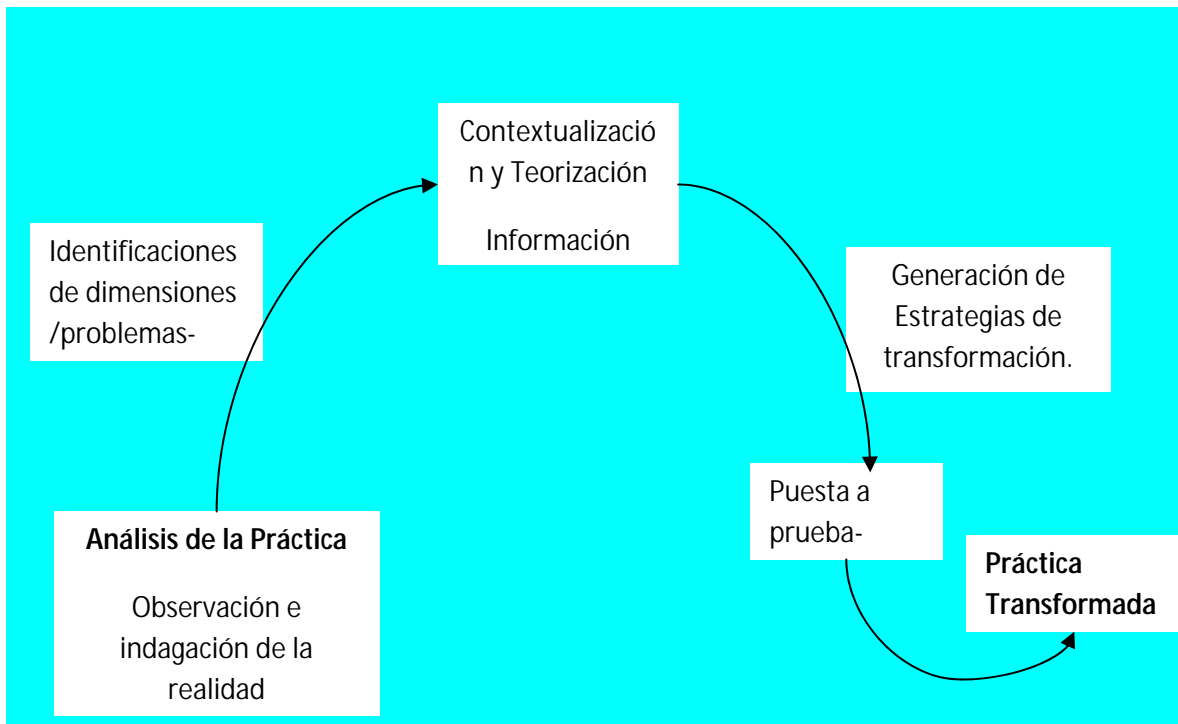 Contextualizació
n y Teorización
Información
Identificaciones
de dimensiones
/problemas-
Generación de
Estrategias de
transformación.
Puesta a
prueba-
Análisis de la Práctica
Observación e
indagación de la
realidad
Práctica
Transformada